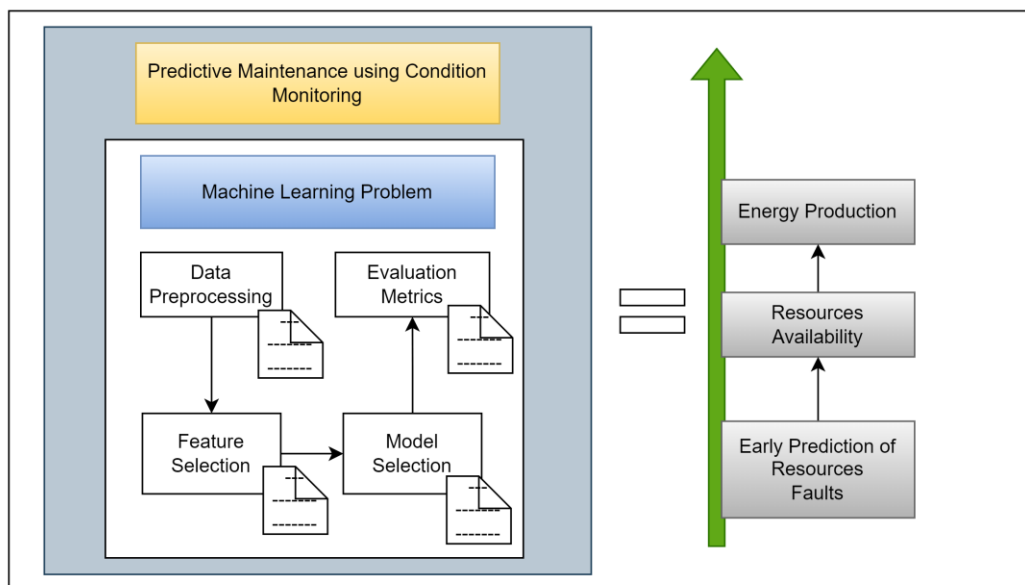 Predictive Maintenance using Condition
Monitoring
Machine Learning Problem
Data
Preprocessing
Evaluation
Metrics
Feature
Selection
Model
Selection
Energy Production
Resources
Availability
Early Prediction of
Resources
Faults